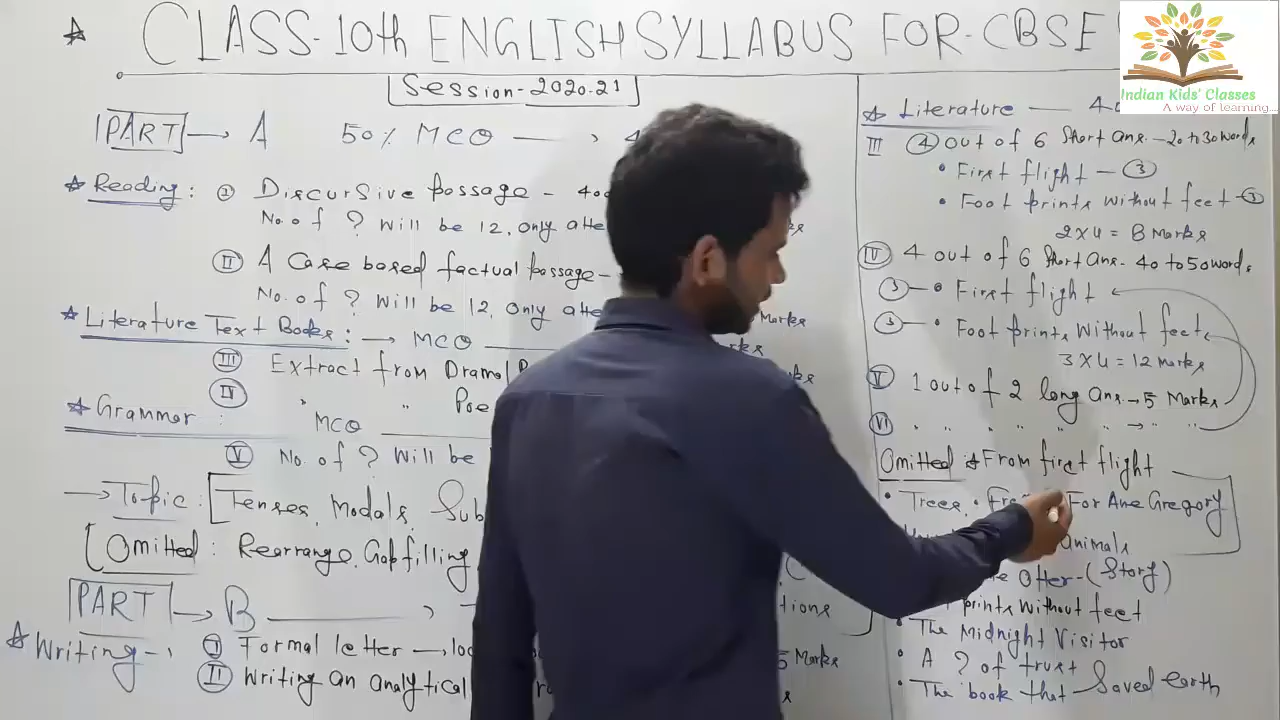 CLASS-10th ENGLISH SYLLABUS FOR-CBSE
Session-2020-21
PART → A 50% MCQ
Reading: I Discursive passage - 400
No. of ? Will be 12, Only atte
II A Case based factual passage-
No. of ? Will be 12, Only atte
Marks
Literature Text Books: → MCQ
III Extract from Drama
IV " " Poe
Grammer : MCQ
V No. of ? Will be
→ Topic: [Tenses, Modals, Sub
[Omitted: Rearrange, Gap filling
tions
PART → B
Writing- I Formal letter
5 Marks
II Writing an analytical
Literature
III 4 out of 6 Short Ans.-20 to 30 words
• First flight - 3
• Foot prints without feet - 3
2X4 = 8 Marks
IV 4 out of 6 Short Ans- 40 to 50 words
3 • First flight
3 • Foot prints Without feet
3X4 = 12 marks
V 1 out of 2 long Ans.→ 5 Marks
VI " " " " " " → " "
Omitted From first flight
• Trees, For Ane Gregory
animals
Otter-(Story)
prints without feet
• The Midnight Visitor
• A ? of trust
• The book that Saved earth
Indian Kids' Classes
A way of learning...